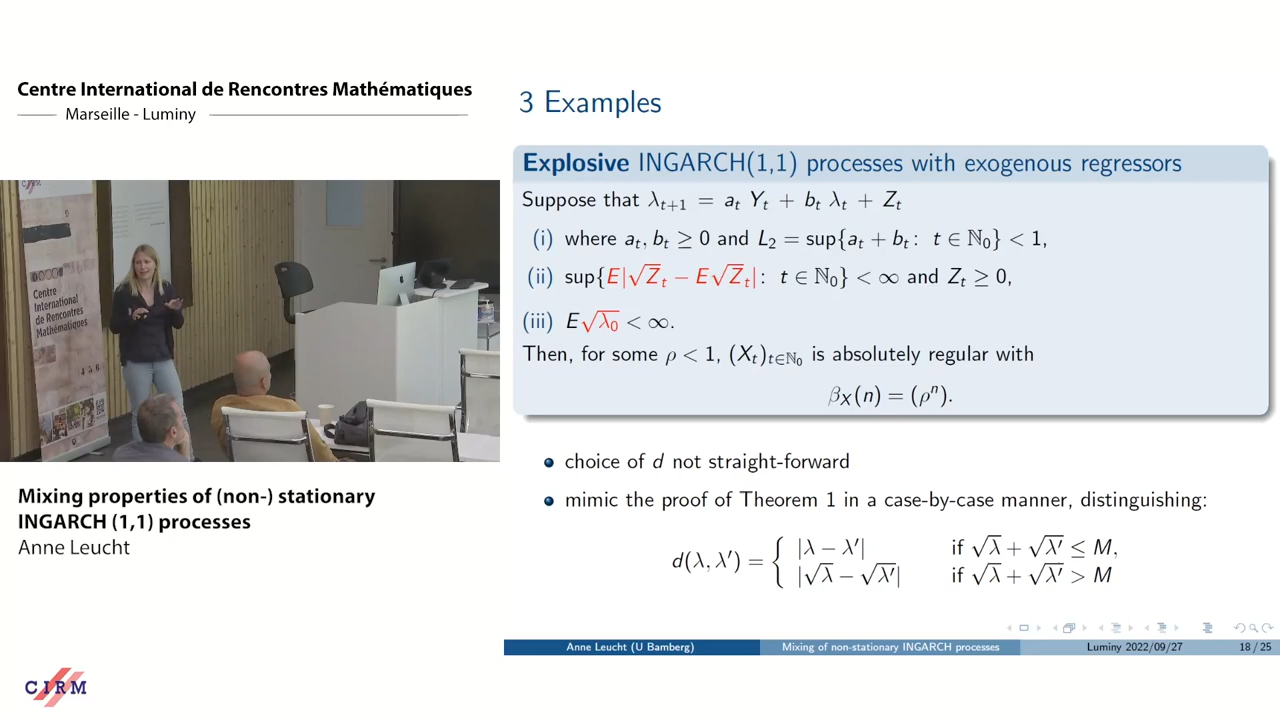 Centre International de Rencontres Mathématiques
Marseille - Luminy
3 Examples
Explosive INGARCH(1,1) processes with exogenous regressors
Suppose that λ_{t+1} = a_t Y_t + b_t λ_t + Z_t
(i) where a_t, b_t ≥ 0 and L_2 = sup{a_t + b_t : t ∈ ℕ_0} < 1,
(ii) sup{E|√Z_t − E√Z_t| : t ∈ ℕ_0} < ∞ and Z_t ≥ 0,
(iii) E√λ_0 < ∞.
Then, for some ρ < 1, (X_t)_{t∈ℕ_0} is absolutely regular with
β_X(n) = (ρ^n).
choice of d not straight-forward
mimic the proof of Theorem 1 in a case-by-case manner, distinguishing:
d(λ, λ′) = { |λ − λ′| if √λ + √λ′ ≤ M,
|√λ − √λ′| if √λ + √λ′ > M
Centre
International
de Rencontres
Mathématiques
Mixing properties of (non-) stationary
INGARCH (1,1) processes
Anne Leucht
CIRM
Anne Leucht (U Bamberg) Mixing of non-stationary INGARCH processes Luminy 2022/09/27 18 / 25